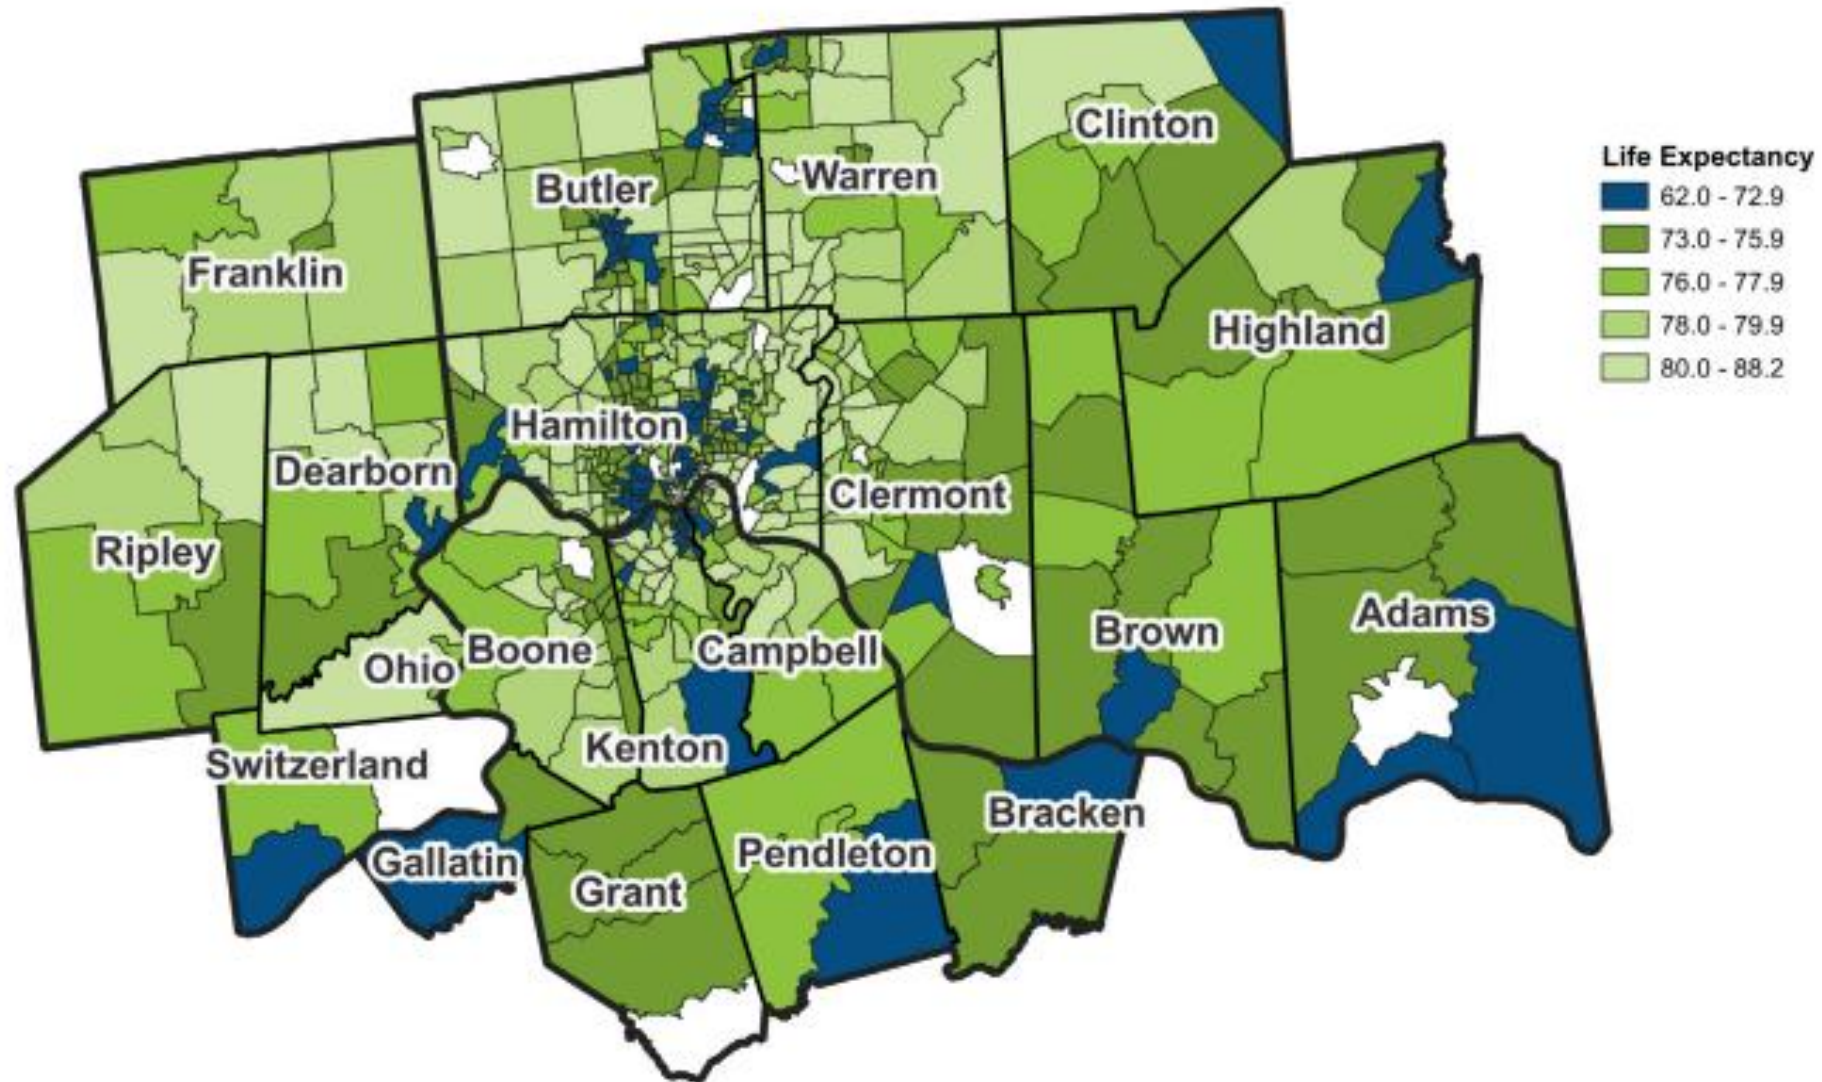 Clinton
Butler
Warren
Franklin
Highland
Hamilton
Dearborn
Clermont
Ripley
Brown
Adams
Ohio
Boone
Campbell
Switzerland
Kenton
Gallatin
Grant
Pendleton
Bracken
Life Expectancy
62.0 - 72.9
73.0 - 75.9
76.0 - 77.9
78.0 - 79.9
80.0 - 88.2